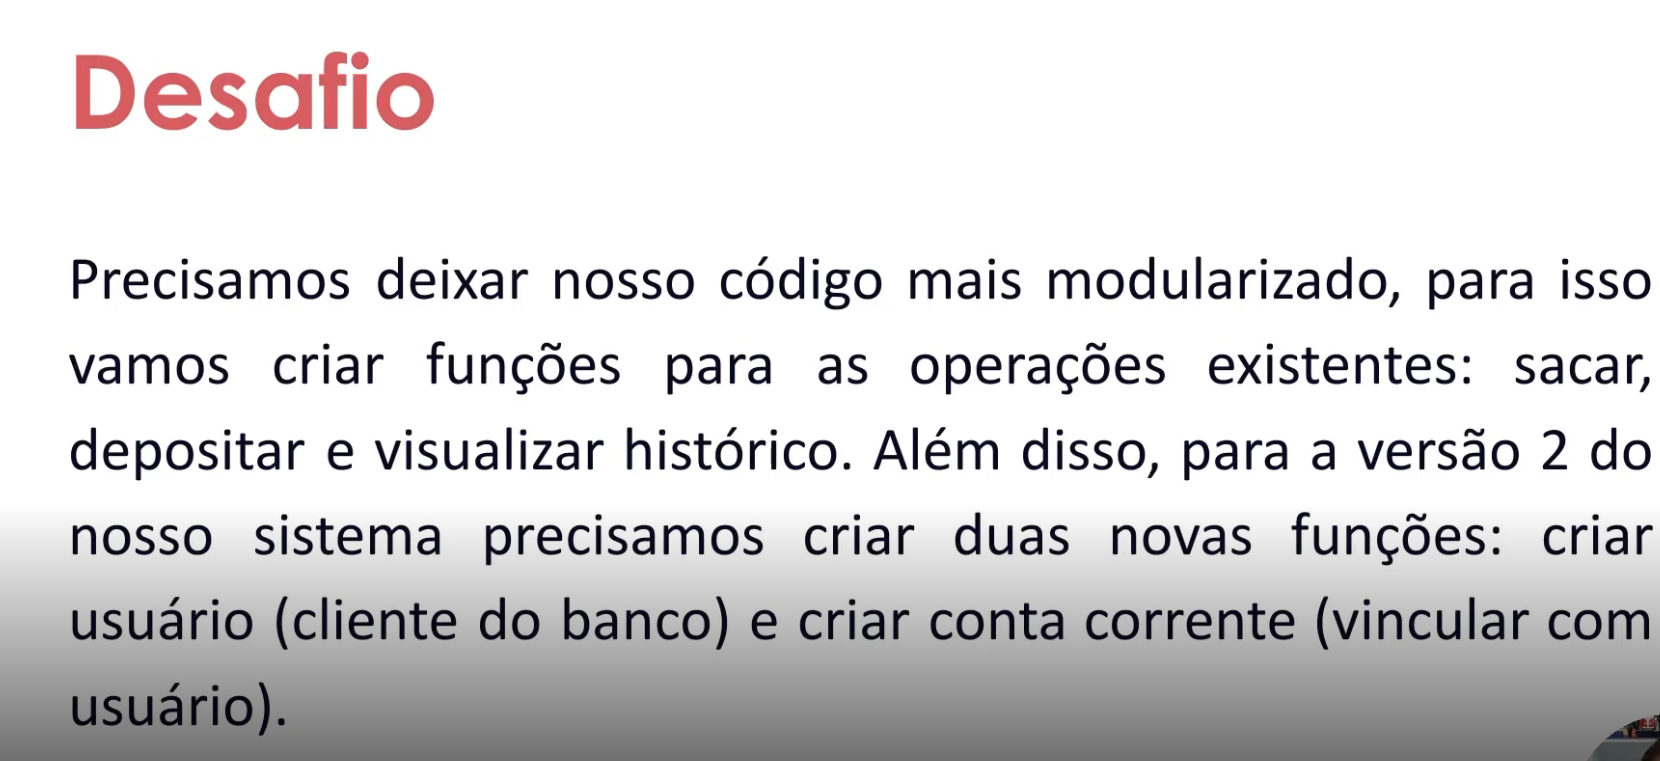 Desafio
Precisamos deixar nosso código mais modularizado, para isso
vamos criar funções para as operações existentes: sacar,
depositar e visualizar histórico. Além disso, para a versão 2 do
nosso sistema precisamos criar duas novas funções: criar
usuário (cliente do banco) e criar conta corrente (vincular com
usuário).